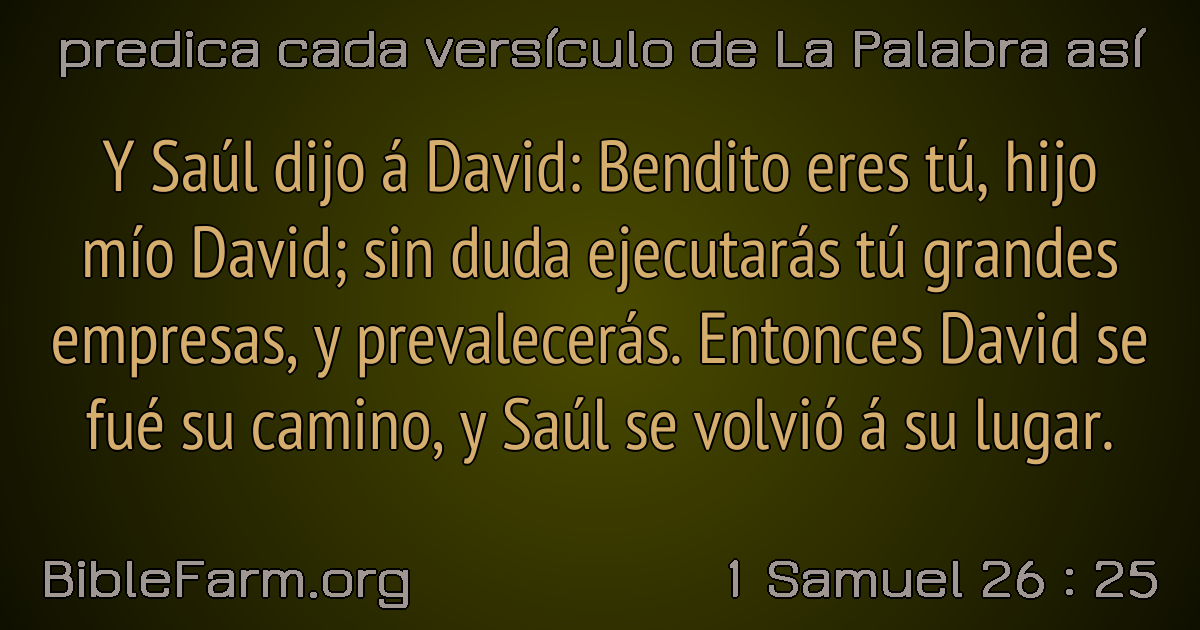 predica cada versículo de La Palabra así
Y Saúl dijo á David: Bendito eres tú, hijo
mío David; sin duda ejecutarás tú grandes
empresas, y prevalecerás. Entonces David se
fué su camino, y Saúl se volvió á su lugar.
BibleFarm.org
1 Samuel 26 : 25